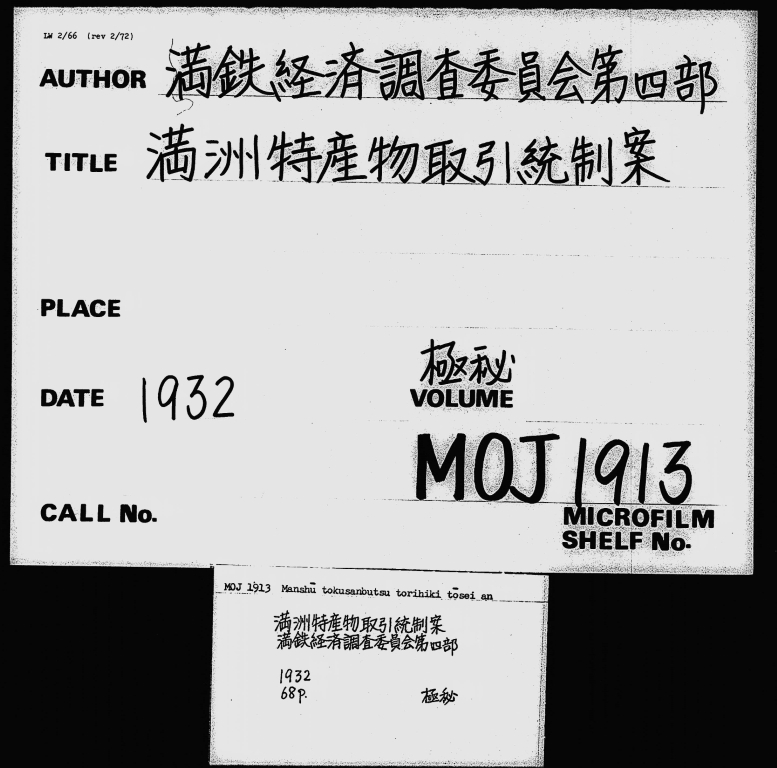 LW 2/66 (rev 2/72)
AUTHOR 満鉄経済調査委員会第四部
TITLE 満洲特産物取引統制案
PLACE
極秘
DATE 1932 VOLUME
MOJ 1913
CALL No. MICROFILM
SHELF No.
MOJ 1913 Manshū tokusanbutsu torihiki tōsei an
満洲特産物取引統制案
満鉄経済調査委員会第四部
1932
68p. 極秘